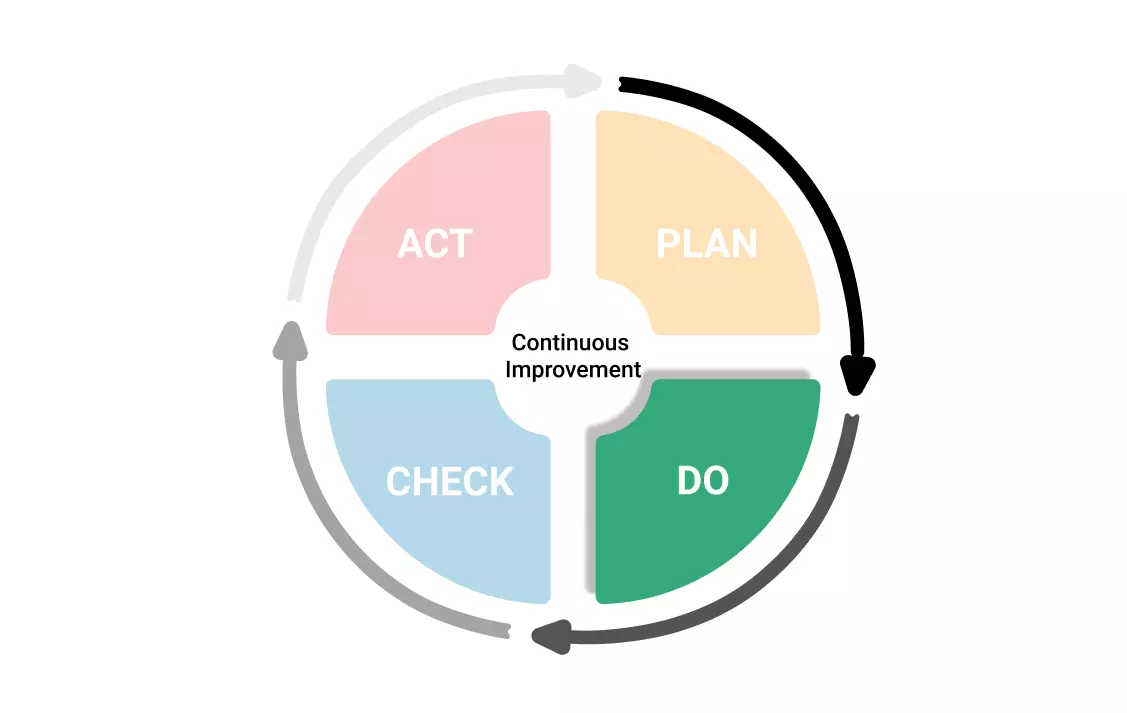 ACT
PLAN
Continuous
Improvement
CHECK
DO